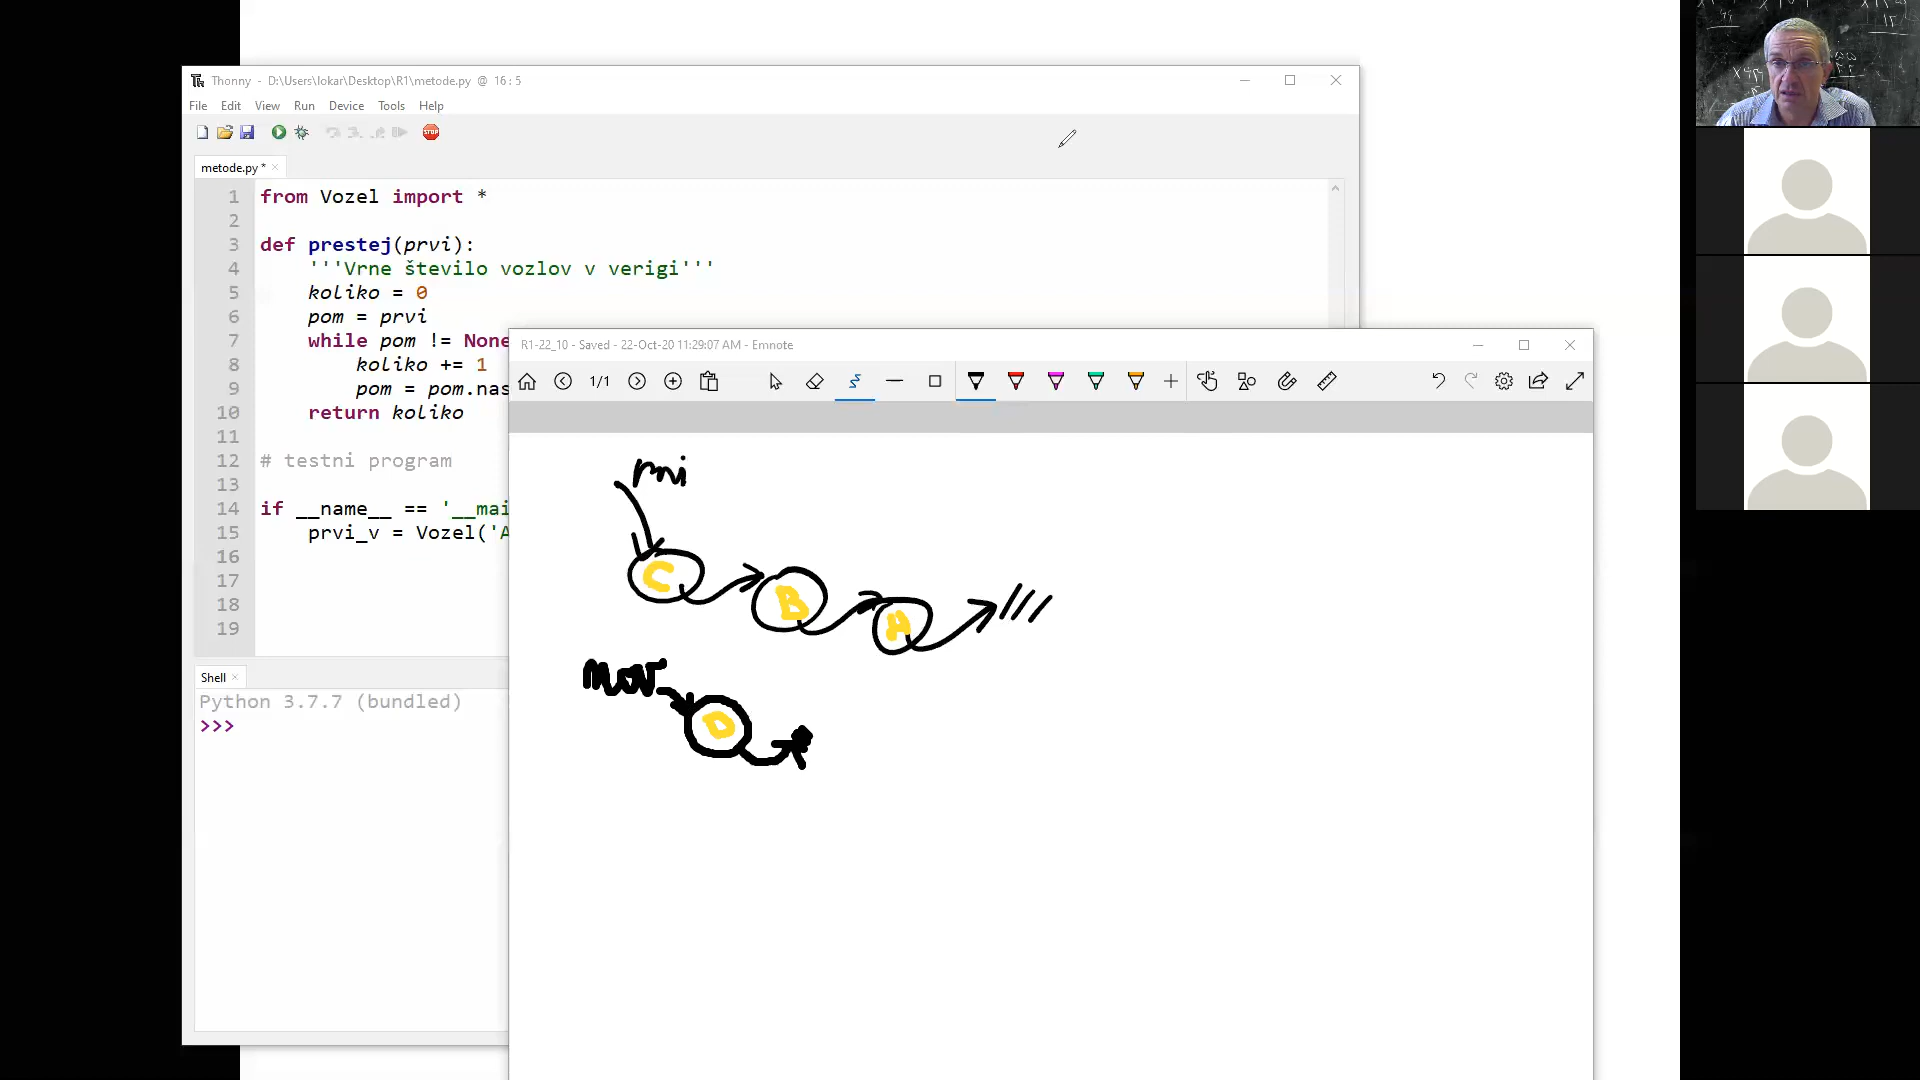 Thonny - D:\Users\lokar\Desktop\R1\metode.py @ 16:5
File Edit View Run Device Tools Help
STOP
metode.py *
1 from Vozel import *
2
3 def prestej(prvi):
4 '''Vrne število vozlov v verigi'''
5 koliko = 0
6 pom = prvi
7 while pom != None
8 koliko += 1
9 pom = pom.nas
10 return koliko
11
12 # testni program
13
14 if __name__ == '__mai
15 prvi_v = Vozel('A
16
17
18
19
Shell
Python 3.7.7 (bundled)
>>>
R1-22_10 - Saved - 22-Oct-20 11:29:07 AM - Emnote
1/1
prvi
C
B
A
nov
D